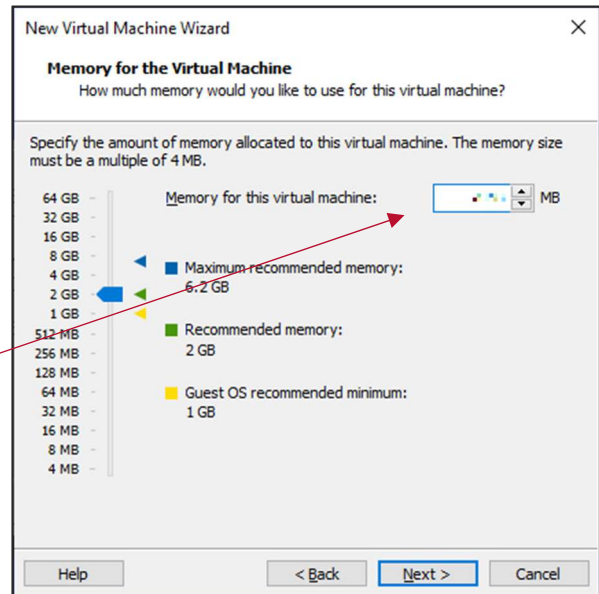 New Virtual Machine Wizard
Memory for the Virtual Machine
How much memory would you like to use for this virtual machine?
Specify the amount of memory allocated to this virtual machine. The memory size
must be a multiple of 4 MB.
64 GB
32 GB
16 GB
8 GB
4 GB
2 GB
1 GB
512 MB
256 MB
128 MB
64 MB
32 MB
16 MB
8 MB
4 MB
Memory for this virtual machine:
MB
Maximum recommended memory:
6.2 GB
Recommended memory:
2 GB
Guest OS recommended minimum:
1 GB
Help
< Back
Next >
Cancel